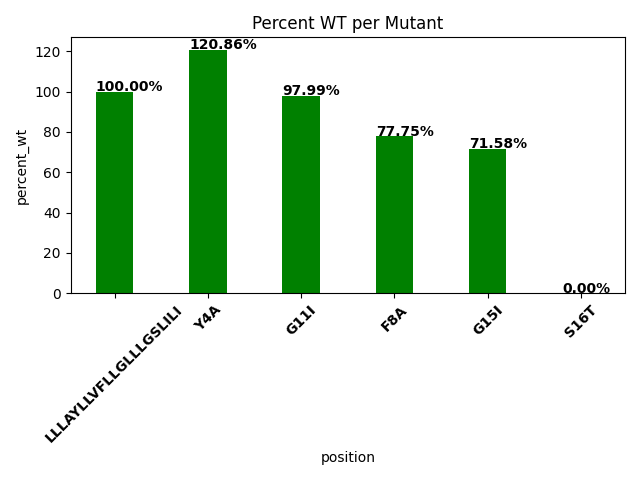 Percent WT per Mutant
percent_wt
120
100
80
60
40
20
0
100.00%
120.86%
97.99%
77.75%
71.58%
0.00%
LLLAYLLVFLLGLLLGSLILI
Y4A
G11I
F8A
G15I
S16T
position